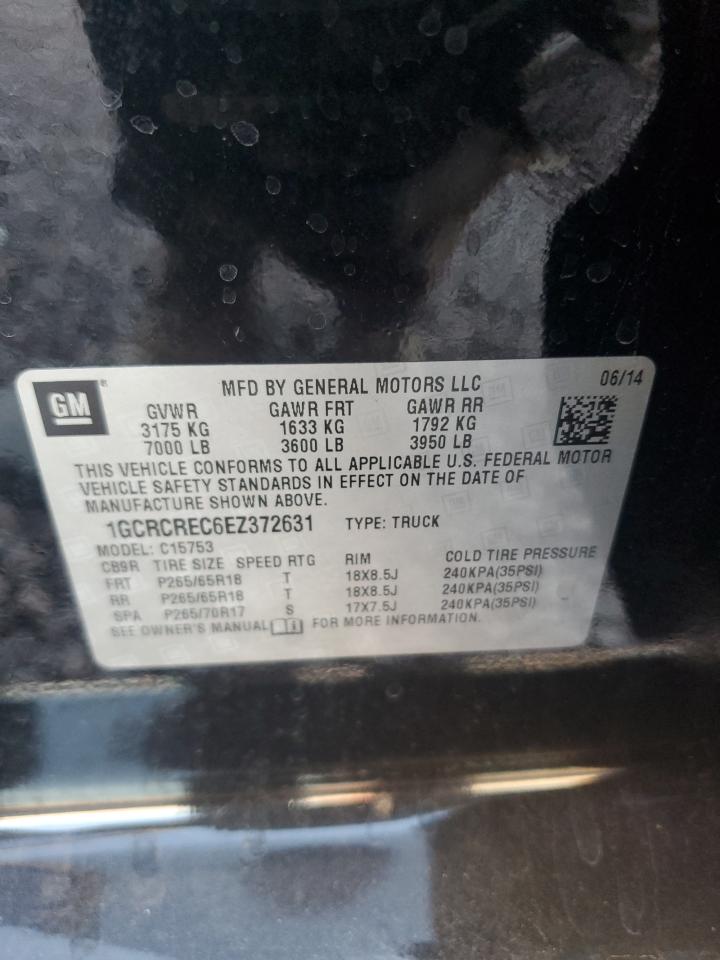 GM®
MFD BY GENERAL MOTORS LLC 06/14
GVWR GAWR FRT GAWR RR
3175 KG 1633 KG 1792 KG
7000 LB 3600 LB 3950 LB
THIS VEHICLE CONFORMS TO ALL APPLICABLE U.S. FEDERAL MOTOR
VEHICLE SAFETY STANDARDS IN EFFECT ON THE DATE OF
MANUFACTURE SHOWN ABOVE.
1GCRCREC6EZ372631 TYPE: TRUCK
MODEL: C15753
CB9R TIRE SIZE SPEED RTG RIM COLD TIRE PRESSURE
FRT P265/65R18 T 18X8.5J 240KPA(35PSI)
RR P265/65R18 T 18X8.5J 240KPA(35PSI)
SPA P265/70R17 S 17X7.5J 240KPA(35PSI)
SEE OWNER'S MANUAL FOR MORE INFORMATION.